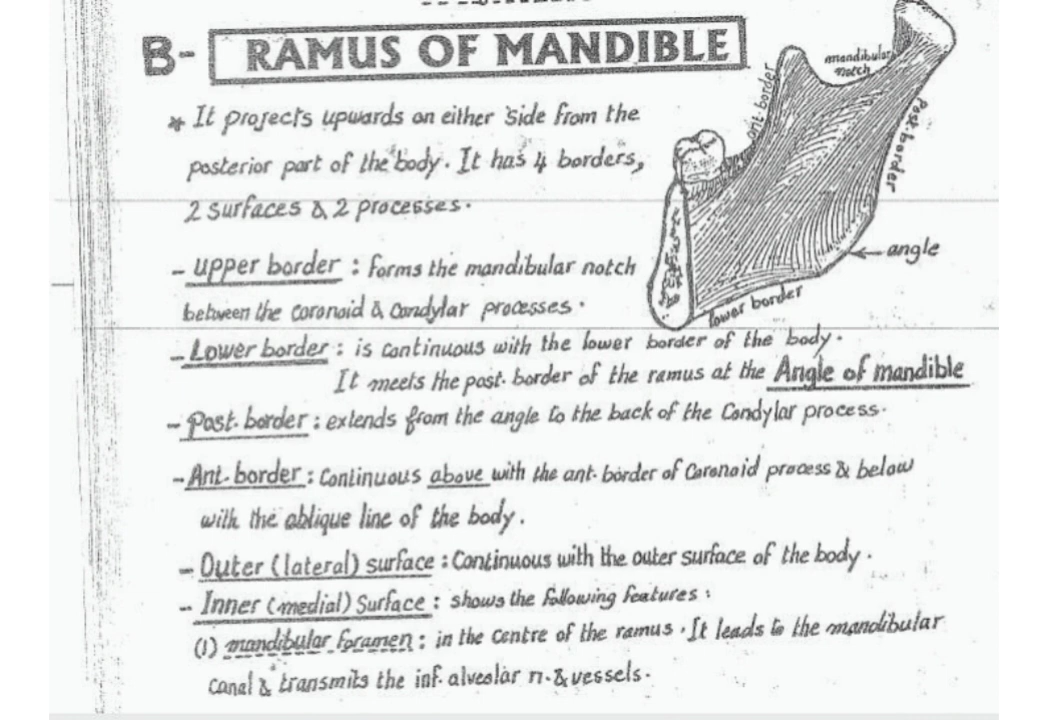 B- RAMUS OF MANDIBLE
* It projects upwards on either side from the
posterior part of the body. It has 4 borders,
2 surfaces & 2 processes.
- upper border : forms the mandibular notch
between the coronoid & condylar processes.
- Lower border : is continuous with the lower border of the body.
It meets the post. border of the ramus at the Angle of mandible
- Post. border : extends from the angle to the back of the Condylar process.
- Ant. border : Continuous above with the ant. border of Coronoid process & below
with the oblique line of the body.
- Outer (lateral) surface : Continuous with the outer surface of the body.
- Inner (medial) Surface : shows the following features :
(1) mandibular foramen : in the centre of the ramus. It leads to the mandibular
canal & transmits the inf. alveolar n. & vessels.
mandibular
notch
ant. border
Post. border
angle
lower border